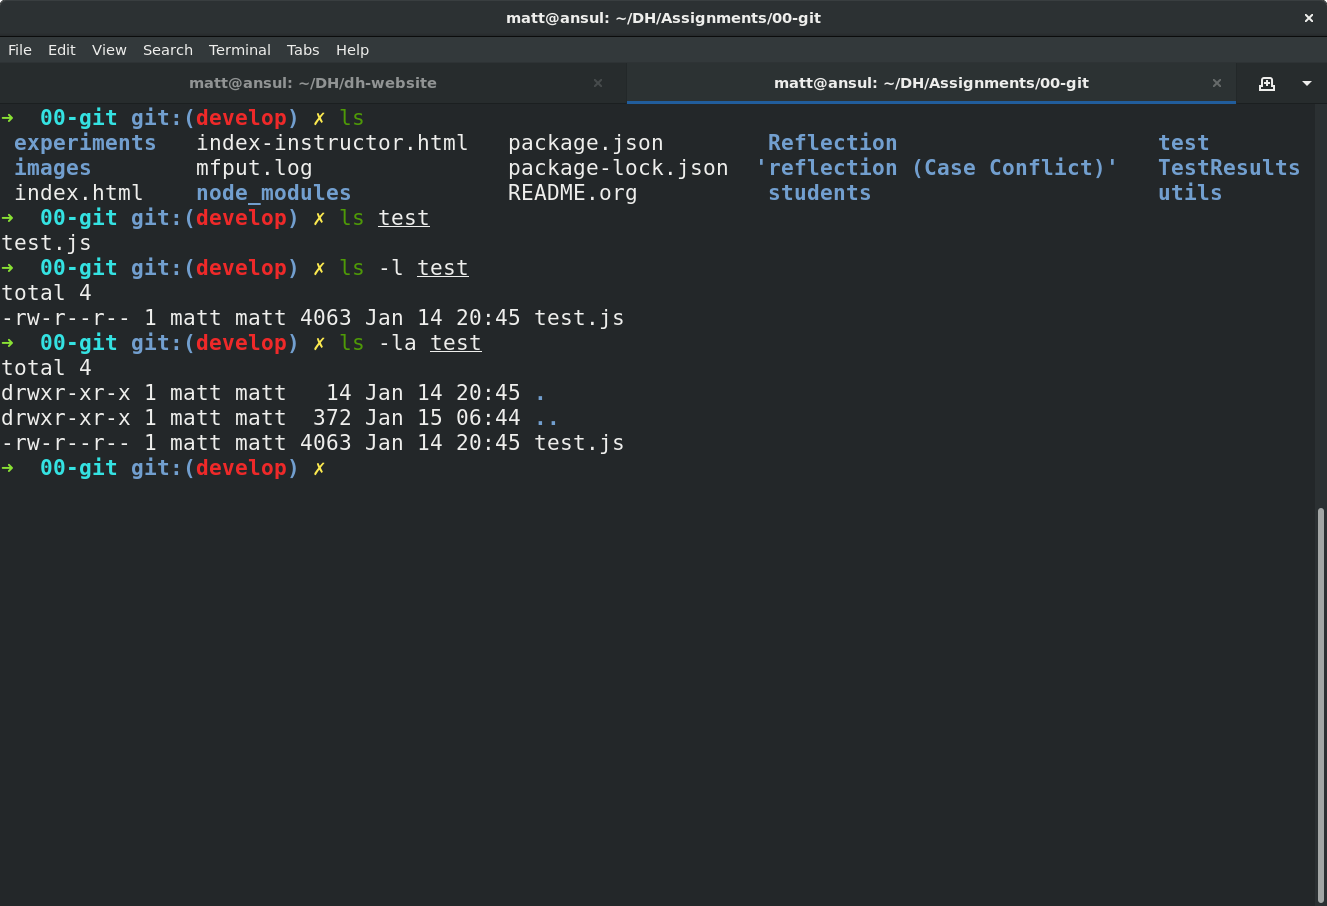 matt@ansul: ~/DH/Assignments/00-git ×
File Edit View Search Terminal Tabs Help
matt@ansul: ~/DH/dh-website × matt@ansul: ~/DH/Assignments/00-git ×
➜  00-git git:(develop) ✗ ls
 experiments   index-instructor.html   package.json        Reflection                    test
 images        mfput.log               package-lock.json  'reflection (Case Conflict)'   TestResults
 index.html    node_modules            README.org          students                      utils
➜  00-git git:(develop) ✗ ls test
test.js
➜  00-git git:(develop) ✗ ls -l test
total 4
-rw-r--r-- 1 matt matt 4063 Jan 14 20:45 test.js
➜  00-git git:(develop) ✗ ls -la test
total 4
drwxr-xr-x 1 matt matt   14 Jan 14 20:45 .
drwxr-xr-x 1 matt matt  372 Jan 15 06:44 ..
-rw-r--r-- 1 matt matt 4063 Jan 14 20:45 test.js
➜  00-git git:(develop) ✗